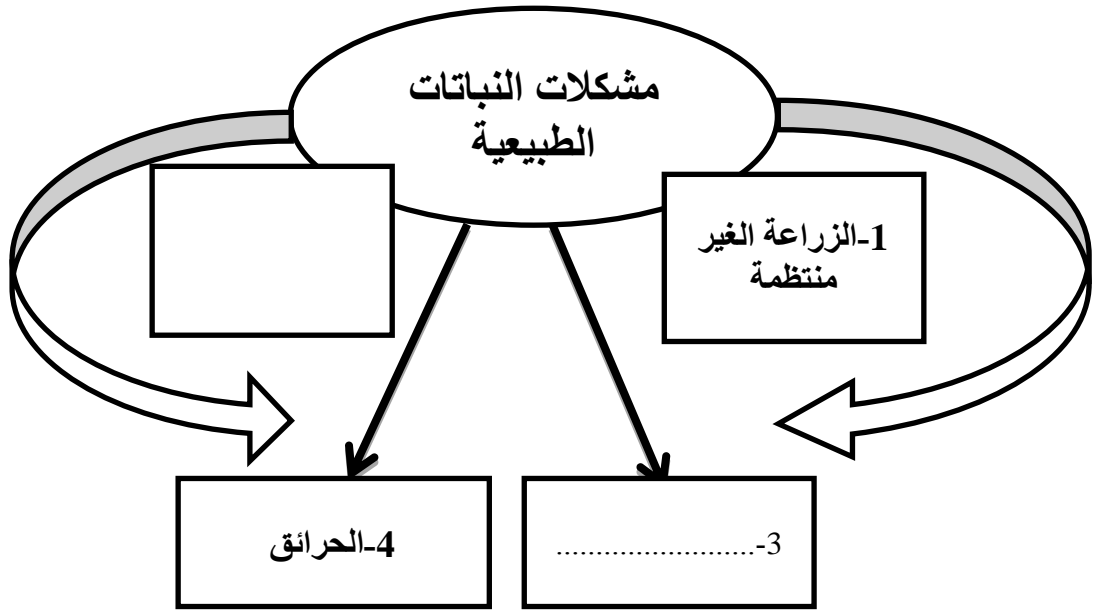 مشكلات النباتات
الطبيعية
1-الزراعة الغير
منتظمة
3-.........................
4-الحرائق